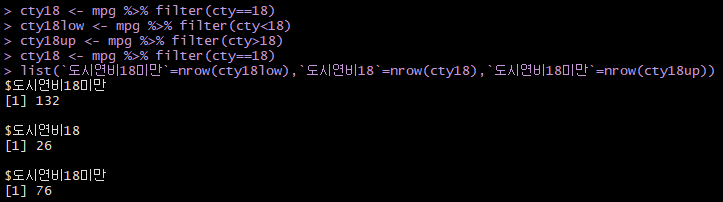 > cty18 <- mpg %>% filter(cty==18)
> cty18low <- mpg %>% filter(cty<18)
> cty18up <- mpg %>% filter(cty>18)
> cty18 <- mpg %>% filter(cty==18)
> list(`도시연비18미만`=nrow(cty18low),`도시연비18`=nrow(cty18),`도시연비18미만`=nrow(cty18up))
$도시연비18미만
[1] 132
$도시연비18
[1] 26
$도시연비18미만
[1] 76